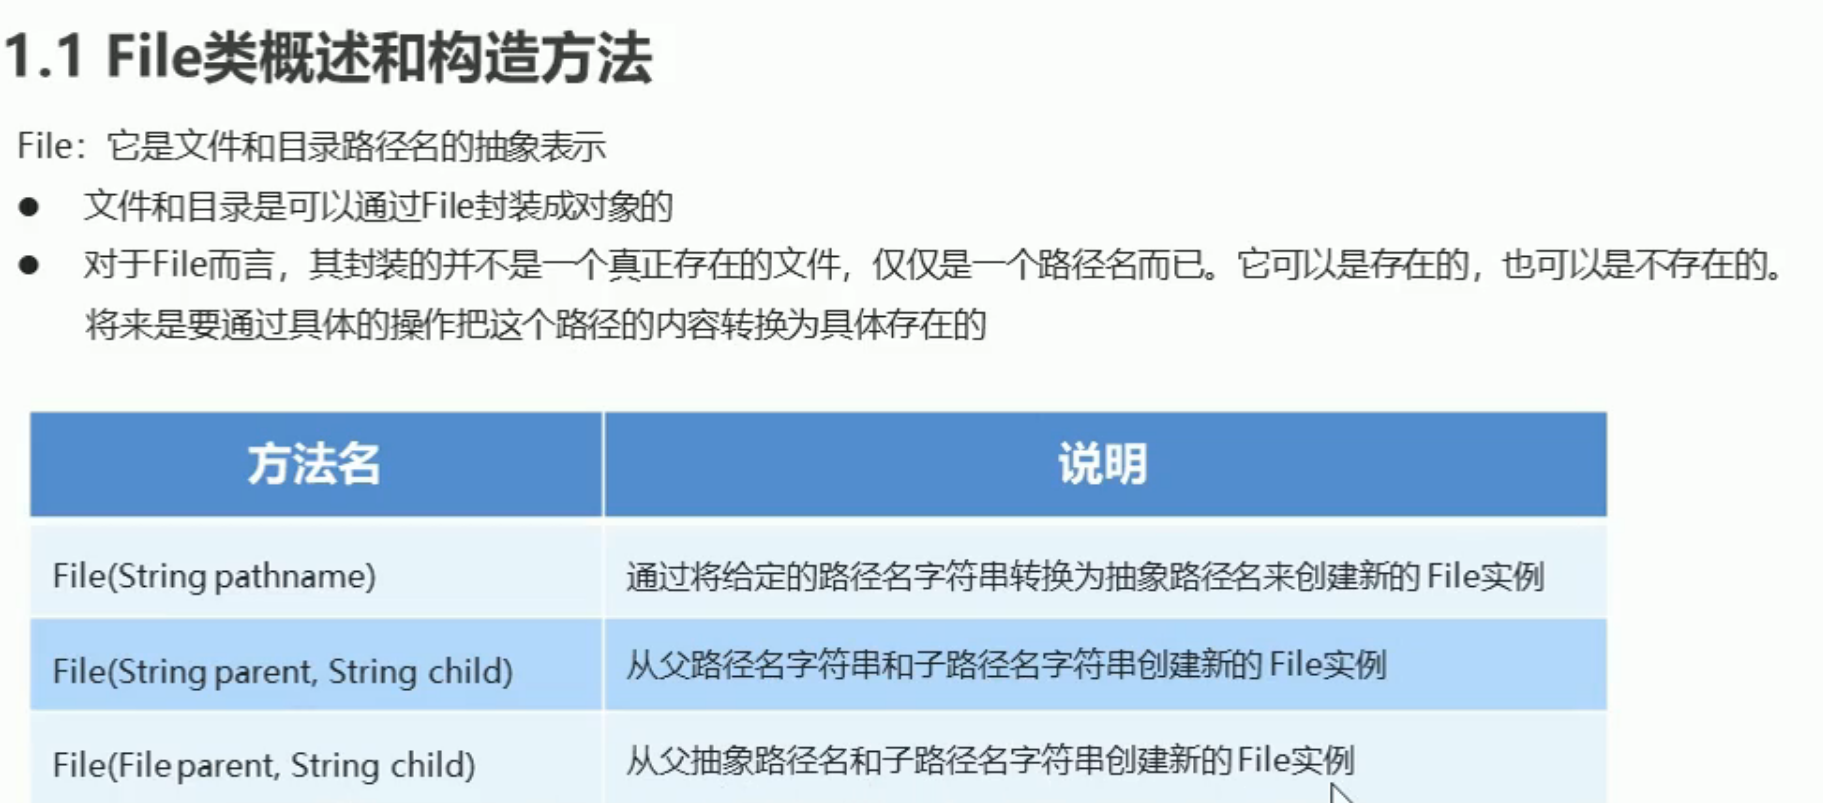 1.1 File类概述和构造方法
File：它是文件和目录路径名的抽象表示
● 文件和目录是可以通过File封装成对象的
● 对于File而言，其封装的并不是一个真正存在的文件，仅仅是一个路径名而已。它可以是存在的，也可以是不存在的。
将来是要通过具体的操作把这个路径的内容转换为具体存在的
方法名 说明
File(String pathname) 通过将给定的路径名字符串转换为抽象路径名来创建新的 File实例
File(String parent, String child) 从父路径名字符串和子路径名字符串创建新的 File实例
File(File parent, String child) 从父抽象路径名和子路径名字符串创建新的 File实例